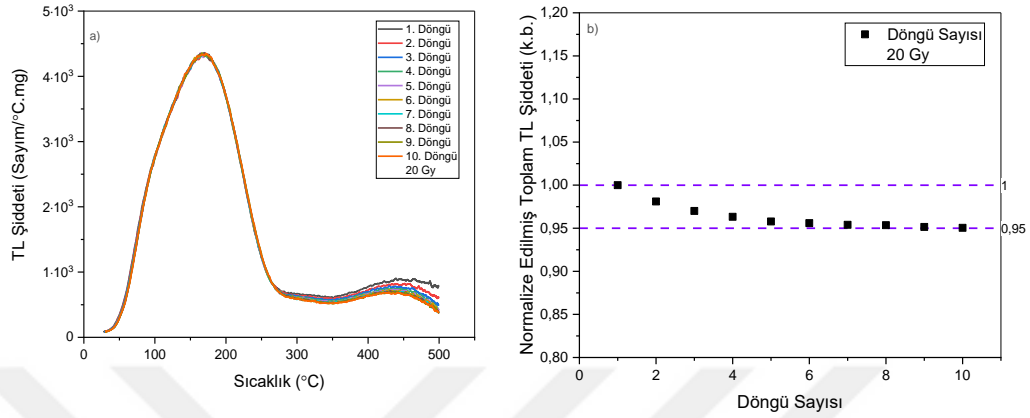 a)
TL Şiddeti (Sayım/°C.mg)
5·10³
4·10³
3·10³
2·10³
1·10³
0
0
100
200
300
400
500
Sıcaklık (°C)
1. Döngü
2. Döngü
3. Döngü
4. Döngü
5. Döngü
6. Döngü
7. Döngü
8. Döngü
9. Döngü
10. Döngü
20 Gy
b)
Normalize Edilmiş Toplam TL Şiddeti (k.b.)
1,20
1,15
1,10
1,05
1,00
0,95
0,90
0,85
0,80
0
2
4
6
8
10
Döngü Sayısı
Döngü Sayısı
20 Gy
1
0,95